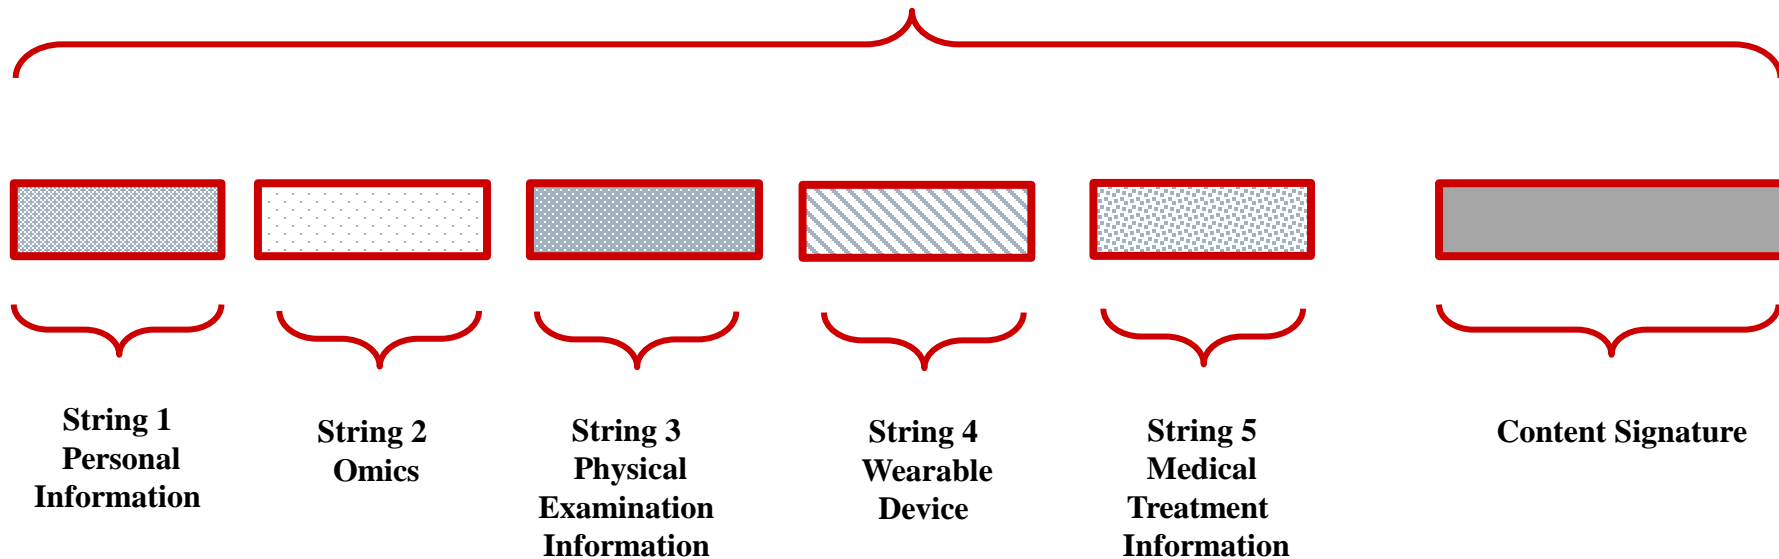 String 1
Personal
Information
String 2
Omics
String 3
Physical
Examination
Information
String 4
Wearable
Device
String 5
Medical
Treatment
Information
Content Signature